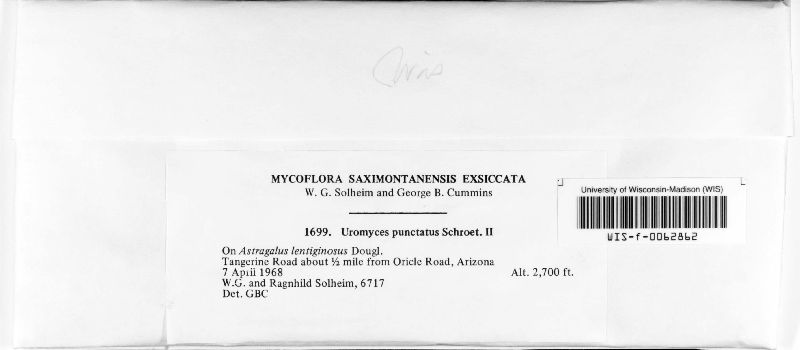 MYCOFLORA SAXIMONTANENSIS EXSICCATA
W. G. Solheim and George B. Cummins
1699. Uromyces punctatus Schroet. II
On Astragalus lentiginosus Dougl.
Tangerine Road about ½ mile from Oricle Road, Arizona
7 April 1968 Alt. 2,700 ft.
W.G. and Ragnhild Solheim, 6717
Det. GBC
University of Wisconsin-Madison (WIS)
WIS-f-0062862